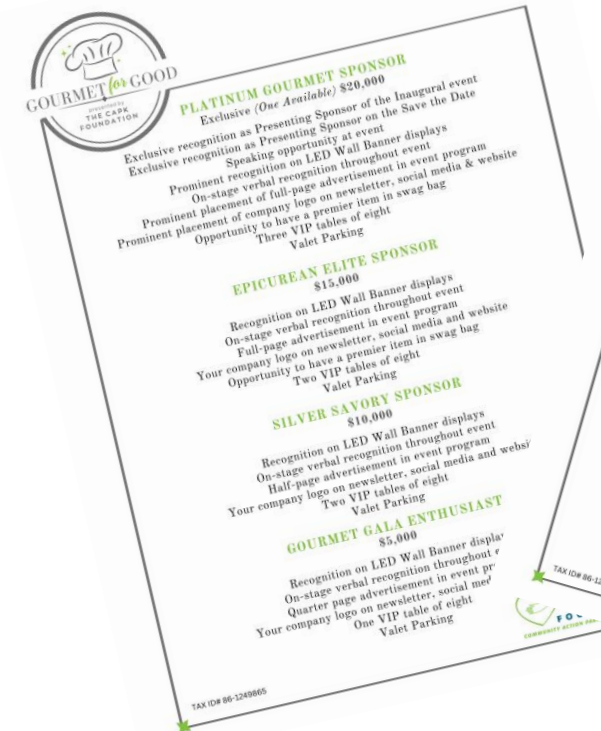 GOURMET for GOOD
presented by
THE CAPK
FOUNDATION
PLATINUM GOURMET SPONSOR
Exclusive (One Available) $20,000
Exclusive recognition as Presenting Sponsor of the Inaugural event
Exclusive recognition as Presenting Sponsor on the Save the Date
Speaking opportunity at event
Prominent recognition on LED Wall Banner displays
On-stage verbal recognition throughout event
Prominent placement of full-page advertisement in event program
Prominent placement of company logo on newsletter, social media & website
Opportunity to have a premier item in swag bag
Three VIP tables of eight
Valet Parking
EPICUREAN ELITE SPONSOR
$15,000
Recognition on LED Wall Banner displays
On-stage verbal recognition throughout event
Full-page advertisement in event program
Your company logo on newsletter, social media and website
Opportunity to have a premier item in swag bag
Two VIP tables of eight
Valet Parking
SILVER SAVORY SPONSOR
$10,000
Recognition on LED Wall Banner displays
On-stage verbal recognition throughout event
Half-page advertisement in event program
Your company logo on newsletter, social media and websi
Two VIP tables of eight
Valet Parking
GOURMET GALA ENTHUSIAST
$5,000
Recognition on LED Wall Banner displa
On-stage verbal recognition throughout
Quarter page advertisement in event pr
Your company logo on newsletter, social med
One VIP table of eight
Valet Parking
TAX ID# 86-1249865
TAX ID# 86-12
FO
COMMUNITY ACTION PAR